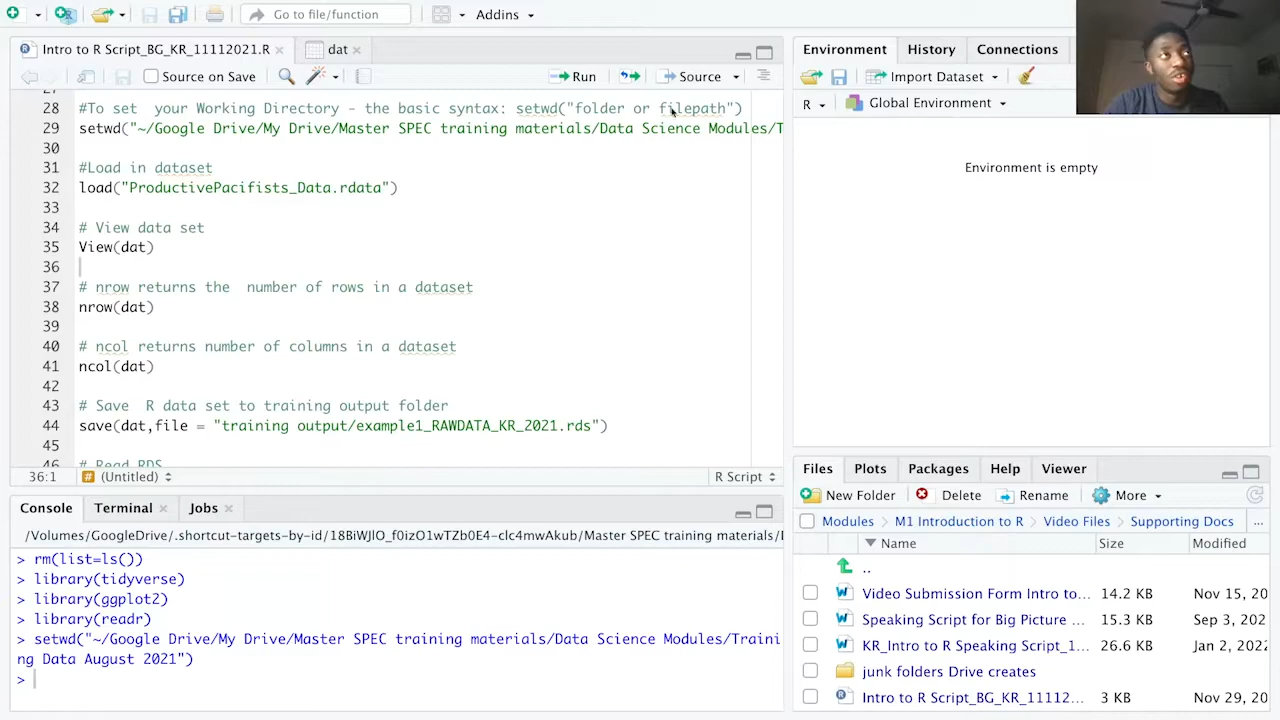 Go to file/function
Addins
Intro to R Script_BG_KR_11112021.R
dat
Source on Save
Run
Source
28 #To set your Working Directory - the basic syntax: setwd("folder or filepath")
29 setwd("~/Google Drive/My Drive/Master SPEC training materials/Data Science Modules/T
30
31 #Load in dataset
32 load("ProductivePacifists_Data.rdata")
33
34 # View data set
35 View(dat)
36
37 # nrow returns the  number of rows in a dataset
38 nrow(dat)
39
40 # ncol returns number of columns in a dataset
41 ncol(dat)
42
43 # Save  R data set to training output folder
44 save(dat,file = "training output/example1_RAWDATA_KR_2021.rds")
45
46 # Read RDS
36:1 # (Untitled) R Script
Console Terminal Jobs
/Volumes/GoogleDrive/.shortcut-targets-by-id/
> rm(list=ls())
> library(tidyverse)
> library(ggplot2)
> library(readr)
> setwd("~/Google Drive/My Drive/Master SPEC training materials/Data Science Modules/Traini
ng Data August 2021")
>
Environment History Connections
Import Dataset
R Global Environment
Environment is empty
Files Plots Packages Help Viewer
New Folder Delete Rename More
Modules > M1 Introduction to R > Video Files > Supporting Docs ...
Name Size Modified
..
Video Submission Form Intro to... 14.2 KB Nov 15, 20
Speaking Script for Big Picture ... 15.3 KB Sep 3, 202
KR_Intro to R Speaking Script_1... 26.6 KB Jan 2, 2022
junk folders Drive creates
Intro to R Script_BG_KR_11112... 3 KB Nov 29, 20